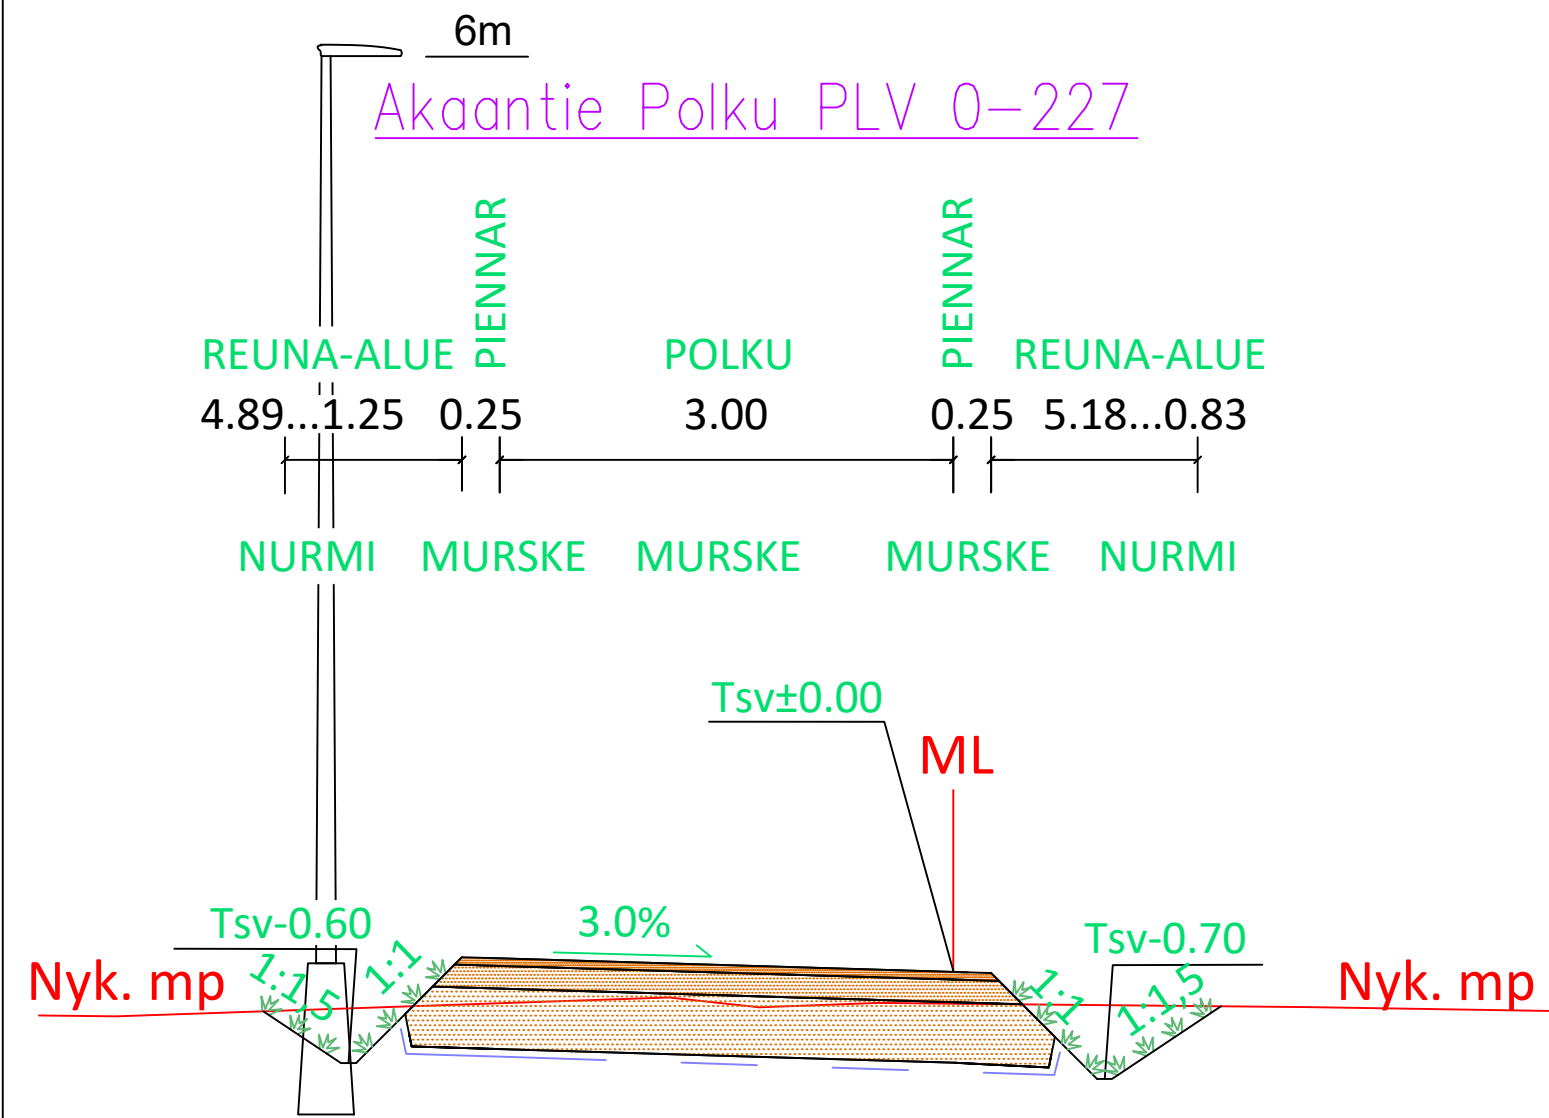 6m
Akaantie Polku PLV 0-227
REUNA-ALUE PIENNAR POLKU PIENNAR REUNA-ALUE
4.89...1.25 0.25 3.00 0.25 5.18...0.83
NURMI MURSKE MURSKE MURSKE NURMI
Tsv±0.00
ML
Tsv-0.60 3.0% Tsv-0.70
Nyk. mp 1:1,5 1:1 1:1 1:1,5 Nyk. mp